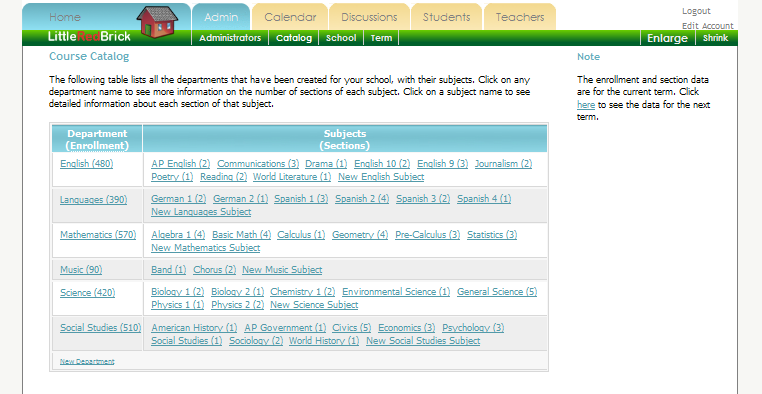 Home Admin Calendar Discussions Students Teachers Logout
Edit Account
LittleRedBrick Administrators Catalog School Term Enlarge Shrink
Course Catalog
The following table lists all the departments that have been created for your school, with their subjects. Click on any
department name to see more information on the number of sections of each subject. Click on a subject name to see
detailed information about each section of that subject.
Note
The enrollment and section data
are for the current term. Click
here to see the data for the next
term.
Department
(Enrollment)
Subjects
(Sections)
English (480)
AP English (2) Communications (3) Drama (1) English 10 (2) English 9 (3) Journalism (2)
Poetry (1) Reading (2) World Literature (1) New English Subject
Languages (390)
German 1 (2) German 2 (1) Spanish 1 (3) Spanish 2 (4) Spanish 3 (2) Spanish 4 (1)
New Languages Subject
Mathematics (570)
Algebra 1 (4) Basic Math (4) Calculus (1) Geometry (4) Pre-Calculus (3) Statistics (3)
New Mathematics Subject
Music (90)
Band (1) Chorus (2) New Music Subject
Science (420)
Biology 1 (2) Biology 2 (1) Chemistry 1 (2) Environmental Science (1) General Science (5)
Physics 1 (1) Physics 2 (2) New Science Subject
Social Studies (510)
American History (1) AP Government (1) Civics (5) Economics (3) Psychology (3)
Social Studies (1) Sociology (2) World History (1) New Social Studies Subject
New Department